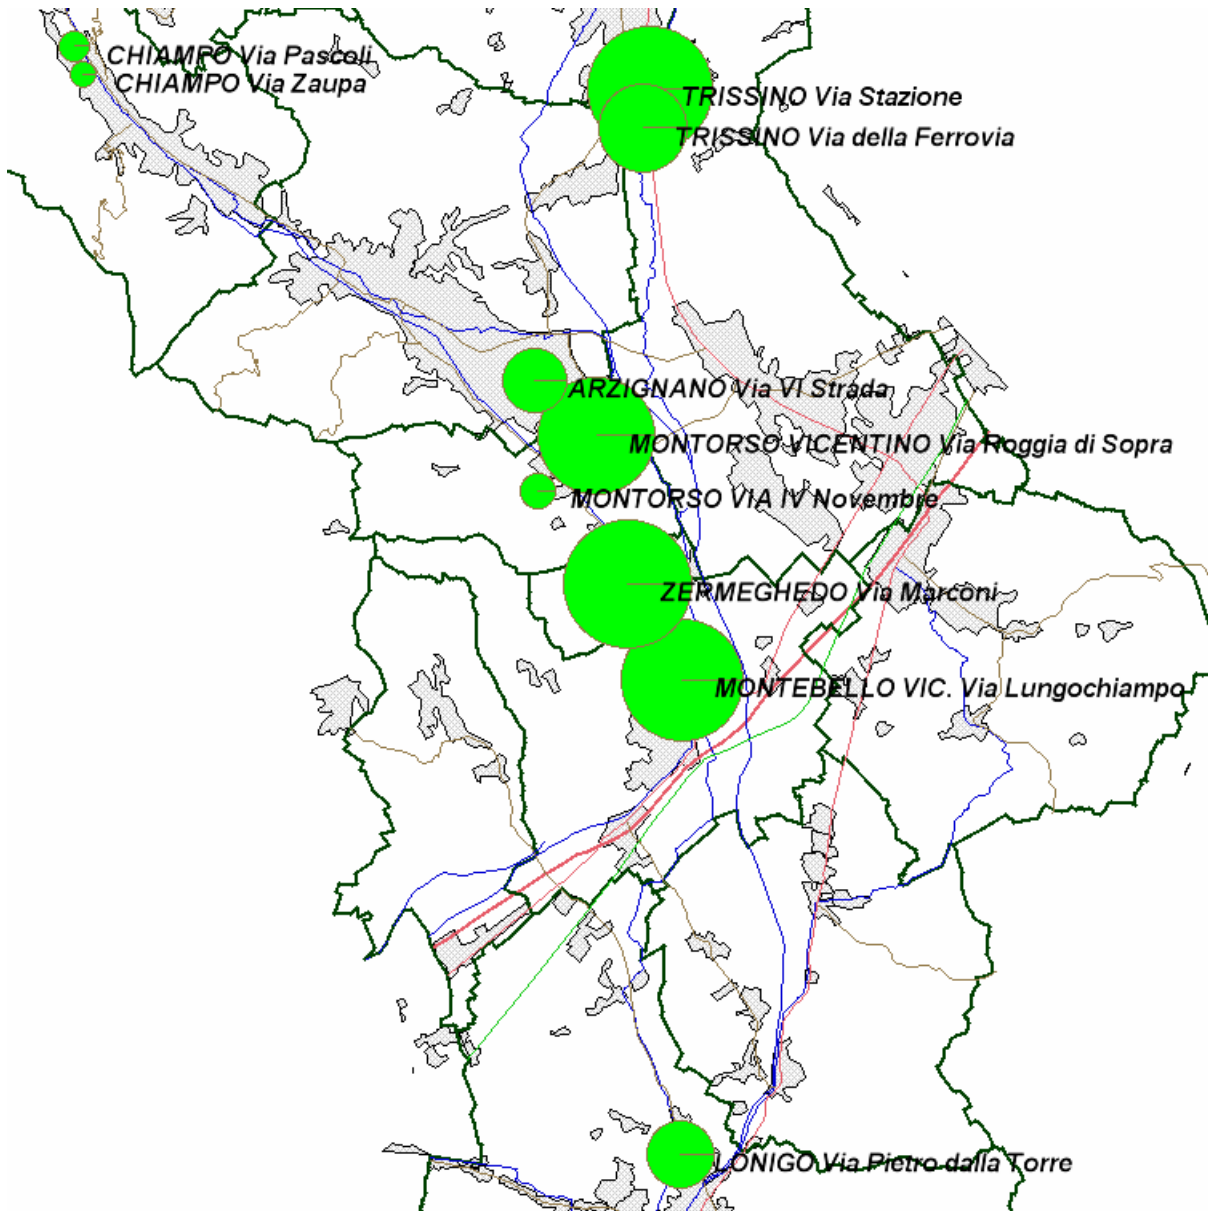 CHIAMPO Via Pascoli
CHIAMPO Via Zaupa
TRISSINO Via Stazione
TRISSINO Via della Ferrovia
ARZIGNANO Via VI Strada
MONTORSO VICENTINO Via Roggia di Sopra
MONTORSO VIA IV Novembre
ZERMEGHEDO Via Marconi
MONTEBELLO VIC. Via Lungochiampo
LONIGO Via Pietro dalla Torre